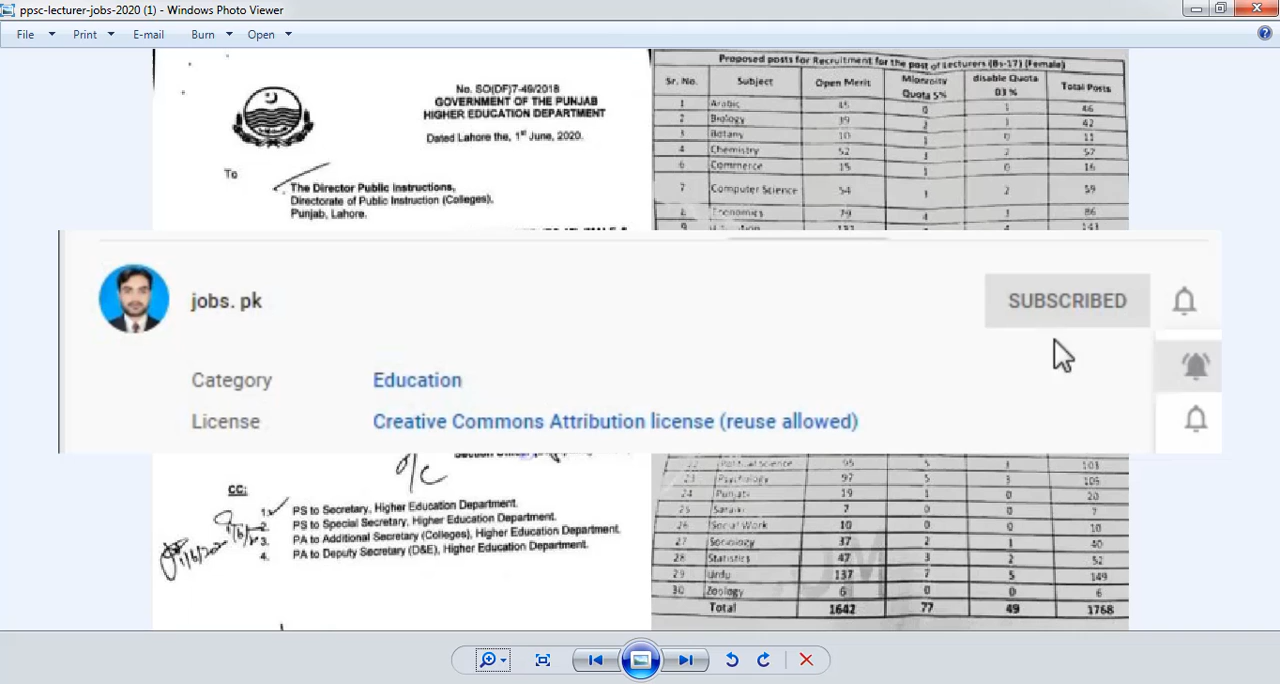 ppsc-lecturer-jobs-2020 (1) - Windows Photo Viewer
File Print E-mail Burn Open
No. SO(DF)7-49/2018
GOVERNMENT OF THE PUNJAB
HIGHER EDUCATION DEPARTMENT
Dated Lahore the, 1st June, 2020.
To
The Director Public Instructions,
Directorate of Public Instruction (Colleges),
Punjab, Lahore.
Proposed posts for Recruitment for the post of Lecturers (Bs-17) (Female)
Sr. No. Subject Open Merit Mionroity Quota 5% disable Quota 03 % Total Posts
1 Arabic 45 0 1 46
2 Biology 39 2 1 42
3 Botany 10 1 0 11
4 Chemistry 52 3 2 57
6 Commerce 15 1 0 16
7 Computer Science 54 59
Economics 79 4 3 86
jobs. pk
SUBSCRIBED
Category Education
License Creative Commons Attribution license (reuse allowed)
CC:
1. PS to Secretary, Higher Education Department.
2. PS to Special Secretary, Higher Education Department.
3. PA to Additional Secretary (Colleges), Higher Education Department.
4. PA to Deputy Secretary (D&E), Higher Education Department.
Political Science 95 5 3 103
23 Psychology 97 5 3 105
24 Punjabi 19 1 0 20
25 Saraiki 7 0 0 7
26 Social Work 10 0 0 10
27 Sociology 37 2 1 40
28 Statistics 47 3 2 52
29 Urdu 137 7 5 149
30 Zoology 6 0 0 6
Total 1642 77 49 1768